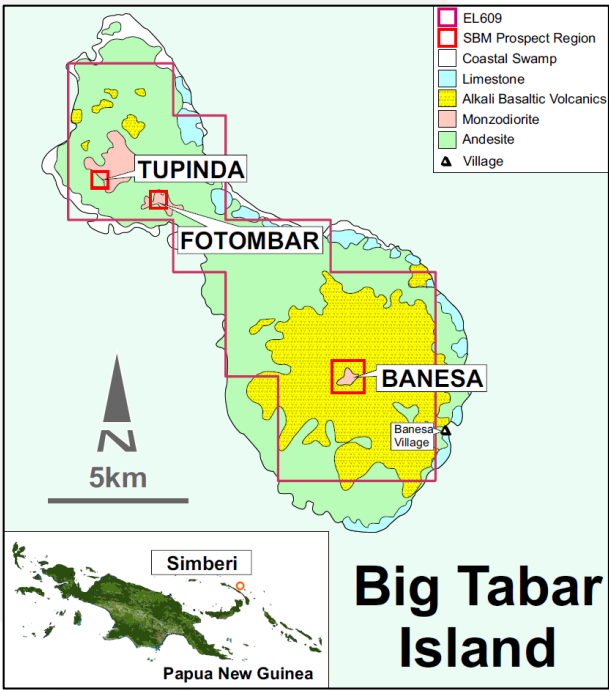 EL609
SBM Prospect Region
Coastal Swamp
Limestone
Alkali Basaltic Volcanics
Monzodiorite
Andesite
Village
TUPINDA
FOTOMBAR
BANESA
Banesa
Village
N
5km
Simberi
Papua New Guinea
Big Tabar
Island